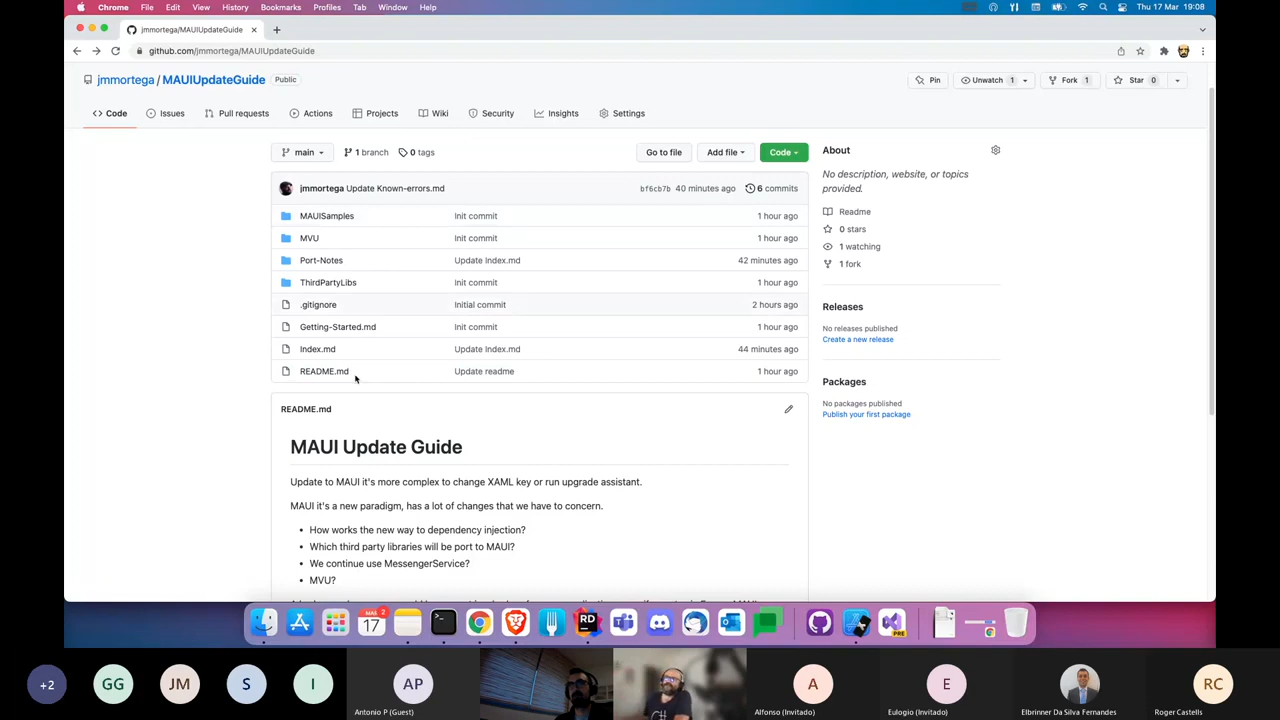 Chrome File Edit View History Bookmarks Profiles Tab Window Help Thu 17 Mar 19:08
jmmortega/MAUIUpdateGuide
github.com/jmmortega/MAUIUpdateGuide
jmmortega / MAUIUpdateGuide Public Pin Unwatch 1 Fork 1 Star 0
Code Issues Pull requests Actions Projects Wiki Security Insights Settings
main 1 branch 0 tags Go to file Add file Code
jmmortega Update Known-errors.md bf6cb7b 40 minutes ago 6 commits
MAUISamples Init commit 1 hour ago
MVU Init commit 1 hour ago
Port-Notes Update Index.md 42 minutes ago
ThirdPartyLibs Init commit 1 hour ago
.gitignore Initial commit 2 hours ago
Getting-Started.md Init commit 1 hour ago
Index.md Update Index.md 44 minutes ago
README.md Update readme 1 hour ago
About
No description, website, or topics
provided.
Readme
0 stars
1 watching
1 fork
Releases
No releases published
Create a new release
Packages
No packages published
Publish your first package
README.md
MAUI Update Guide
Update to MAUI it's more complex to change XAML key or run upgrade assistant.
MAUI it's a new paradigm, has a lot of changes that we have to concern.
How works the new way to dependency injection?
Which third party libraries will be port to MAUI?
We continue use MessengerService?
MVU?
MAR 2
17
RD
PRE
+2 GG JM S I AP A E RC
Antonio P (Guest) Alfonso (Invitado) Eulogio (Invitado) Elbrinner Da Silva Fernandes Roger Castells